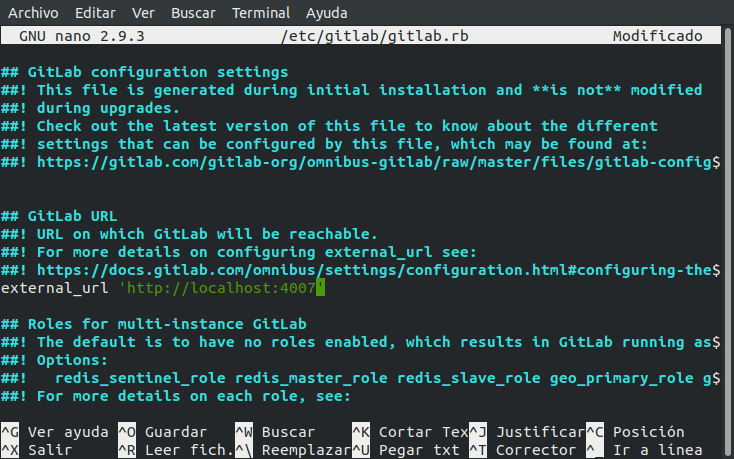 Archivo Editar Ver Buscar Terminal Ayuda
GNU nano 2.9.3 /etc/gitlab/gitlab.rb Modificado
## GitLab configuration settings
##! This file is generated during initial installation and **is not** modified
##! during upgrades.
##! Check out the latest version of this file to know about the different
##! settings that can be configured by this file, which may be found at:
##! https://gitlab.com/gitlab-org/omnibus-gitlab/raw/master/files/gitlab-config$
## GitLab URL
##! URL on which GitLab will be reachable.
##! For more details on configuring external_url see:
##! https://docs.gitlab.com/omnibus/settings/configuration.html#configuring-the$
external_url 'http://localhost:4007'
## Roles for multi-instance GitLab
##! The default is to have no roles enabled, which results in GitLab running as$
##! Options:
##!   redis_sentinel_role redis_master_role redis_slave_role geo_primary_role g$
##! For more details on each role, see:
^G Ver ayuda ^O Guardar ^W Buscar ^K Cortar Tex ^J Justificar ^C Posición
^X Salir ^R Leer fich. ^\ Reemplazar ^U Pegar txt ^T Corrector ^_ Ir a línea